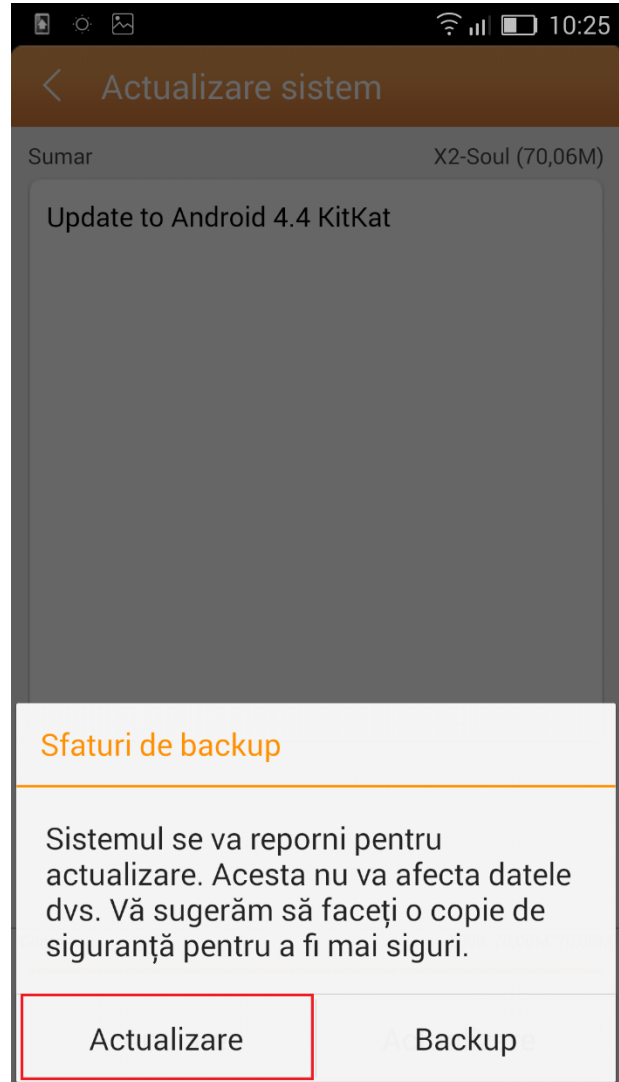 10:25
Actualizare sistem
Sumar X2-Soul (70,06M)
Update to Android 4.4 KitKat
Sfaturi de backup
Sistemul se va reporni pentru
actualizare. Acesta nu va afecta datele
dvs. Vă sugerăm să faceți o copie de
siguranță pentru a fi mai siguri.
Actualizare Backup